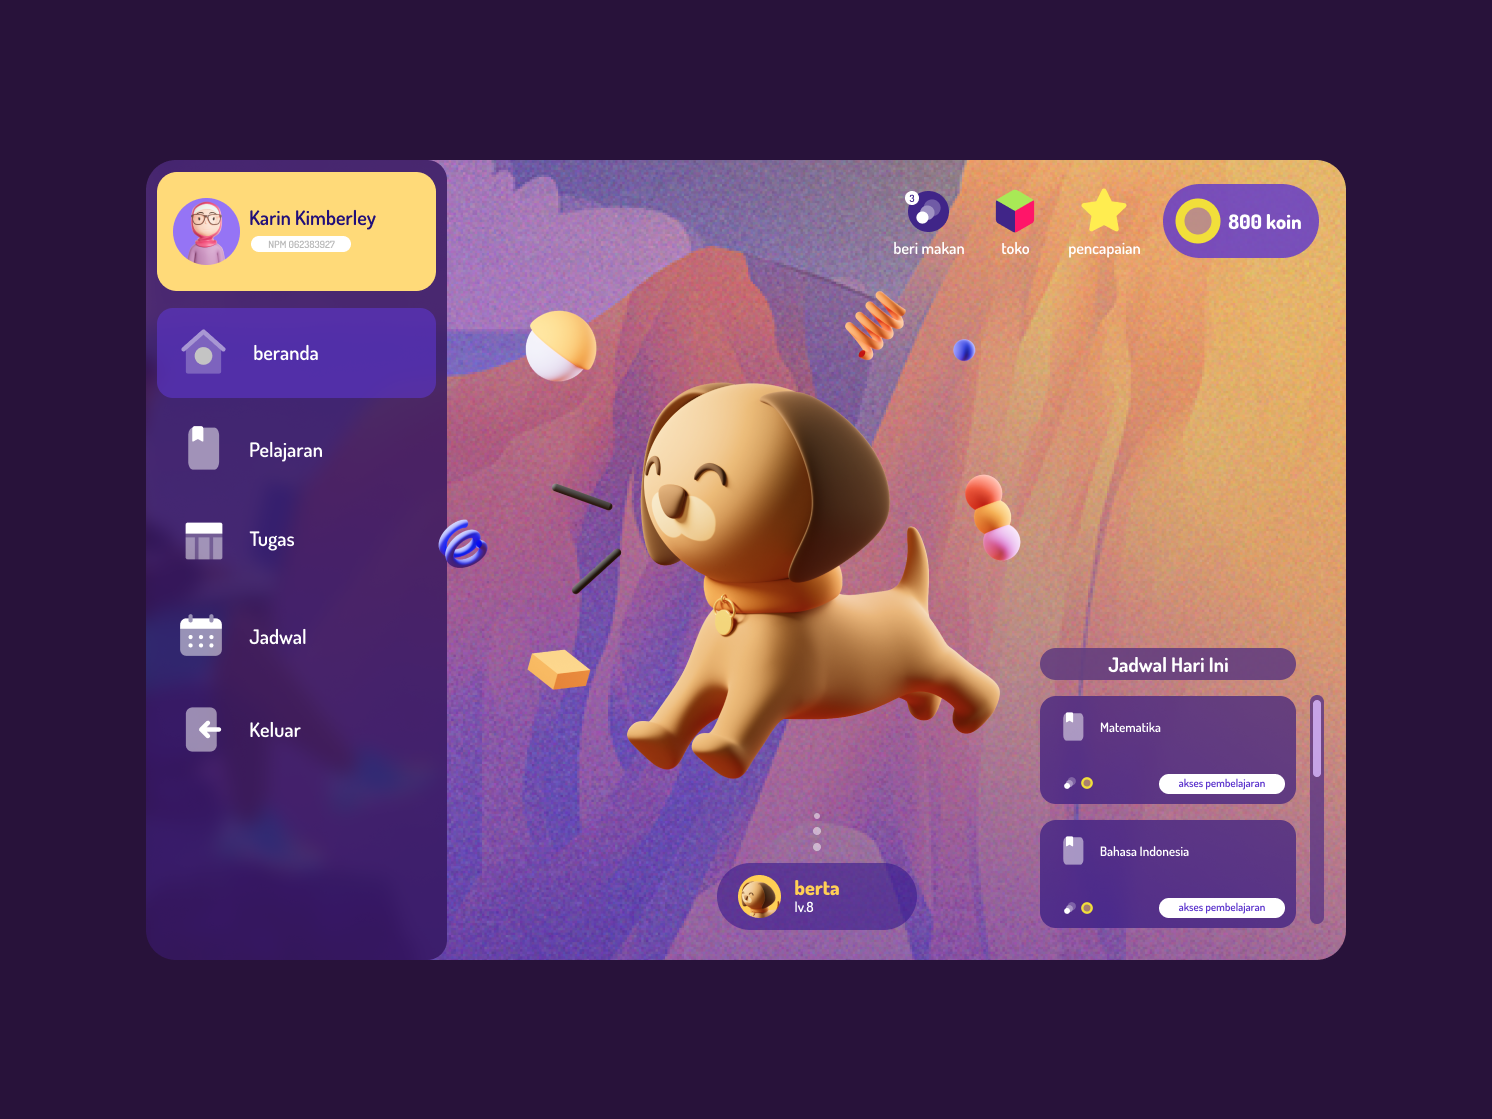 Karin Kimberley
NPM 062383927
beranda
Pelajaran
Tugas
Jadwal
Keluar
3
beri makan
toko
pencapaian
800 koin
berta
lv.8
Jadwal Hari Ini
Matematika
akses pembelajaran
Bahasa Indonesia
akses pembelajaran